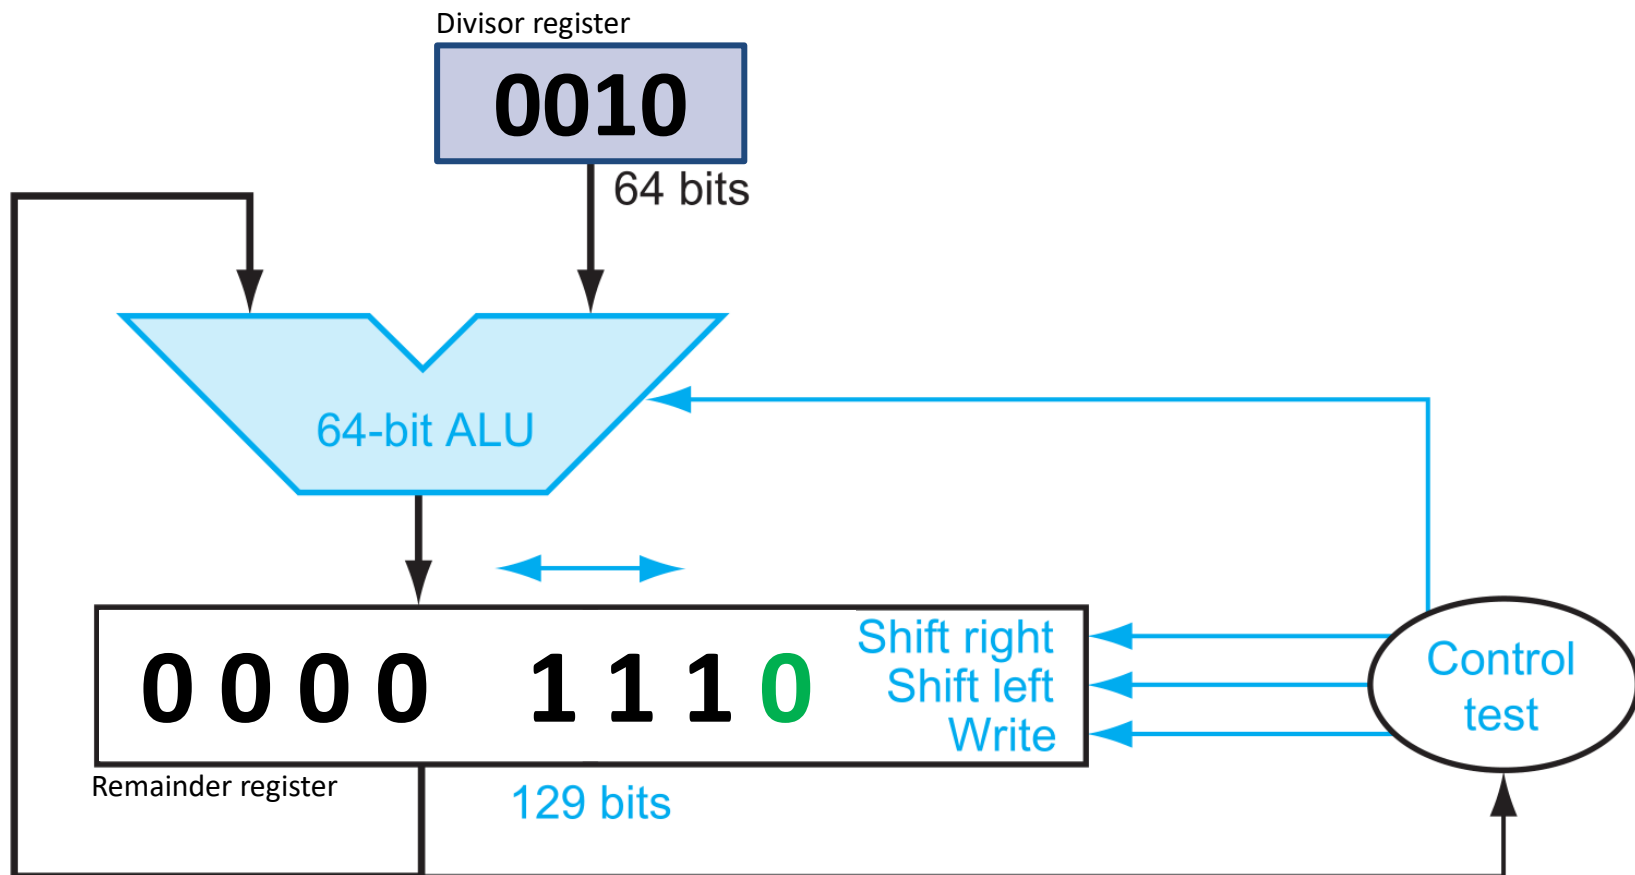 Divisor register
0010
64 bits
64-bit ALU
0 0 0 0 1 1 1 0
Shift right
Shift left
Write
Control
test
Remainder register
129 bits